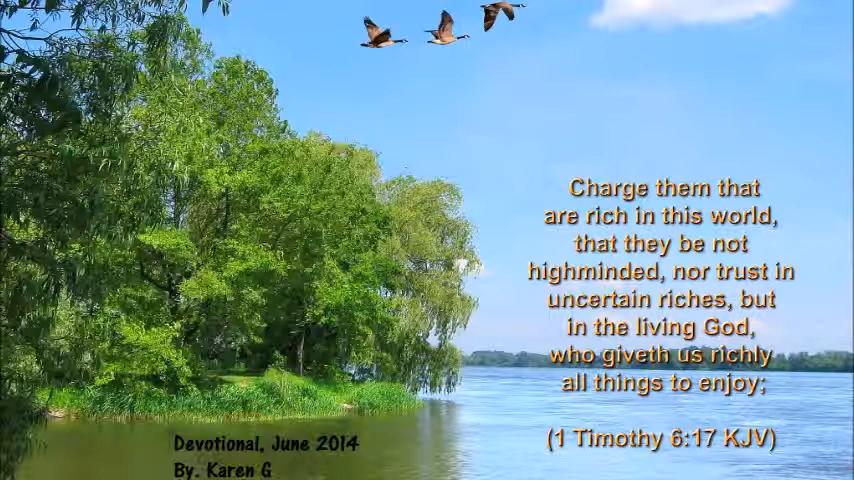 Charge them that
are rich in this world,
that they be not
highminded, nor trust in
uncertain riches, but
in the living God,
who giveth us richly
all things to enjoy;
(1 Timothy 6:17 KJV)
Devotional, June 2014
By. Karen G